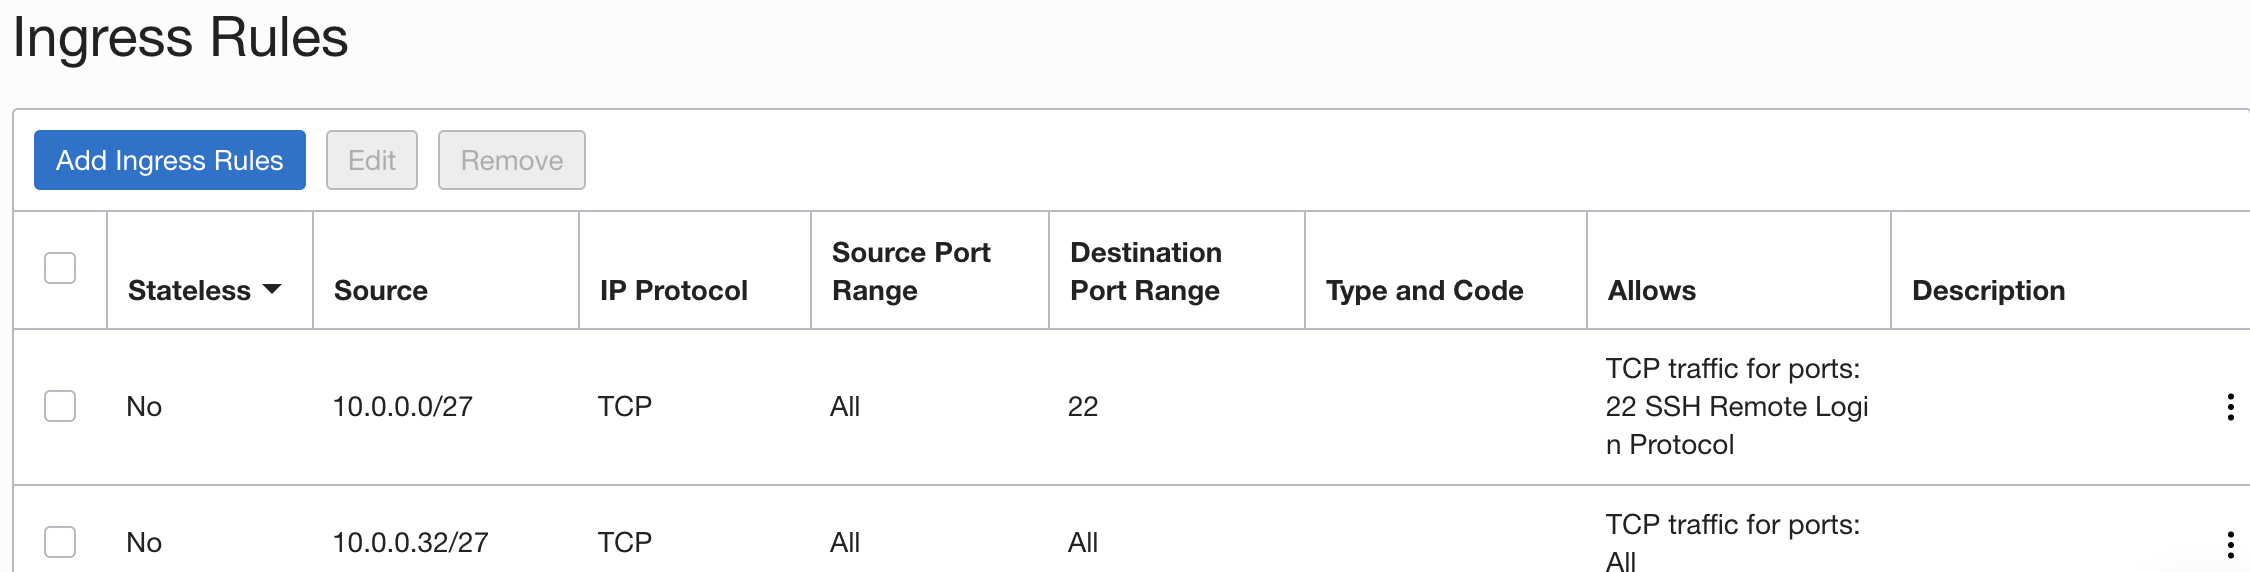 Ingress Rules
Add Ingress Rules Edit Remove
Stateless Source IP Protocol Source Port Range Destination Port Range Type and Code Allows Description
No 10.0.0.0/27 TCP All 22 TCP traffic for ports:
22 SSH Remote Logi
n Protocol
No 10.0.0.32/27 TCP All All TCP traffic for ports:
All